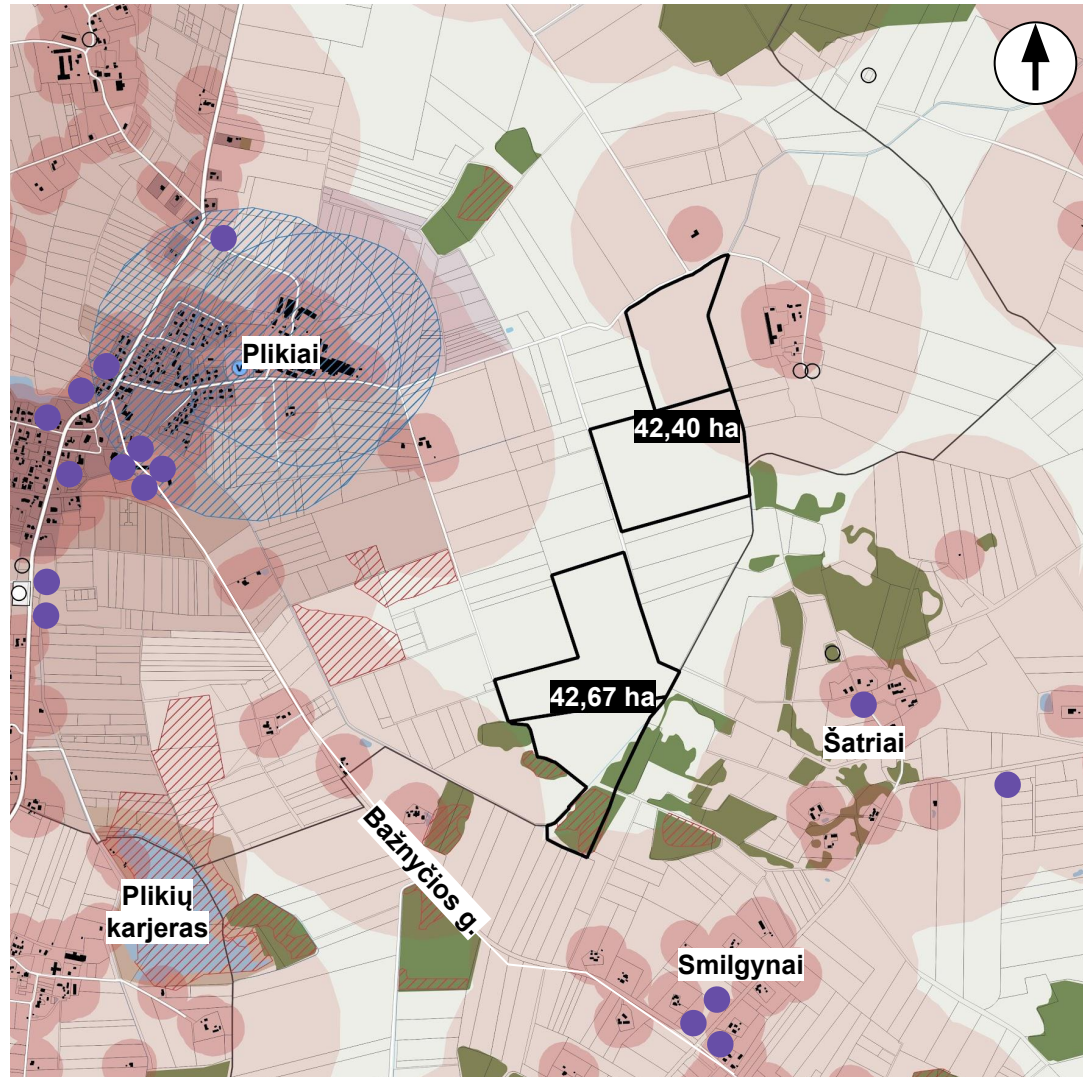 Plikiai
42,40 ha
42,67 ha
Šatriai
Bažnyčios g.
Plikių
karjeras
Smilgynai